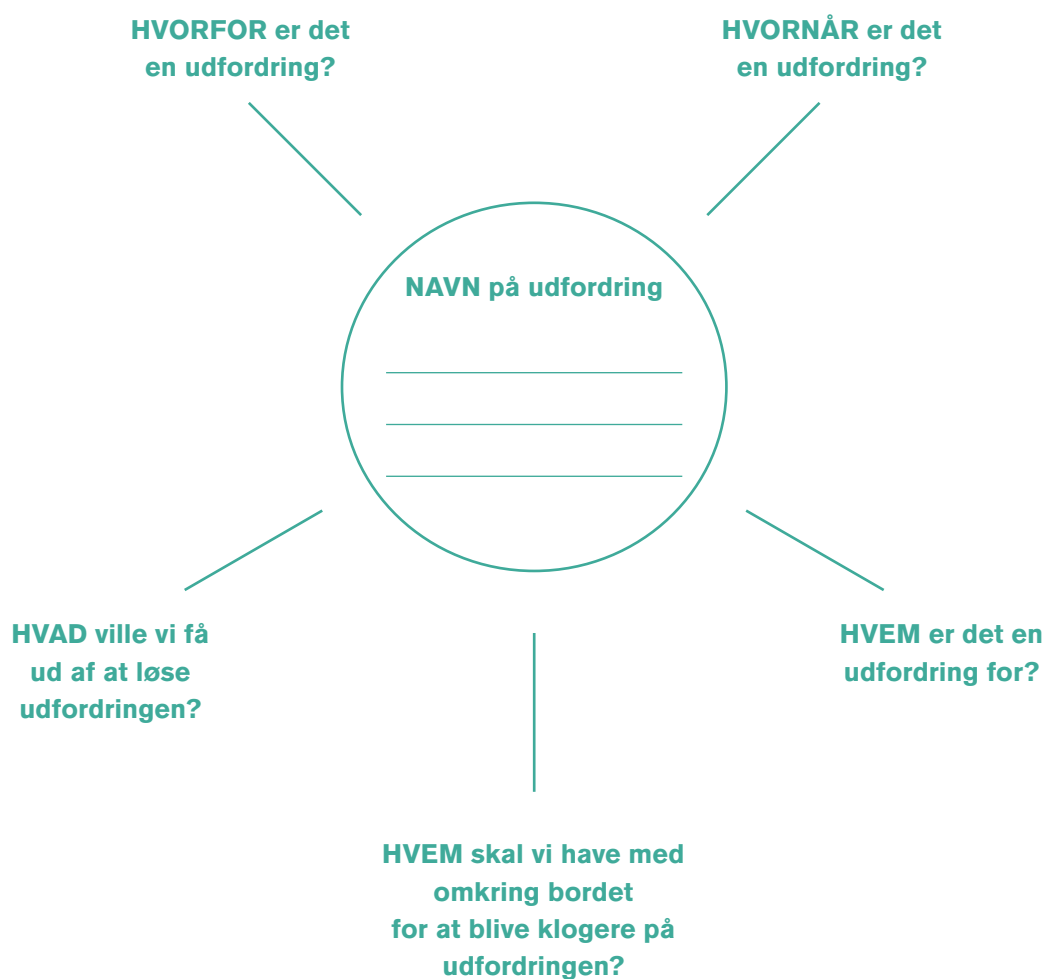 HVORFOR er det
en udfordring?
HVORNÅR er det
en udfordring?
NAVN på udfordring
HVAD ville vi få
ud af at løse
udfordringen?
HVEM er det en
udfordring for?
HVEM skal vi have med
omkring bordet
for at blive klogere på
udfordringen?